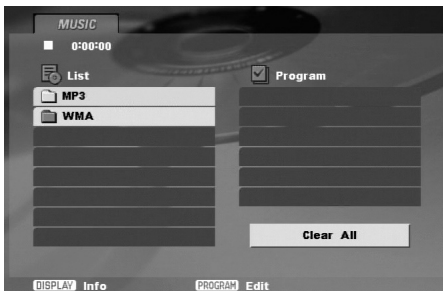 MUSIC
0:00:00
List
Program
MP3
WMA
Clear All
DISPLAY Info
PROGRAM Edit